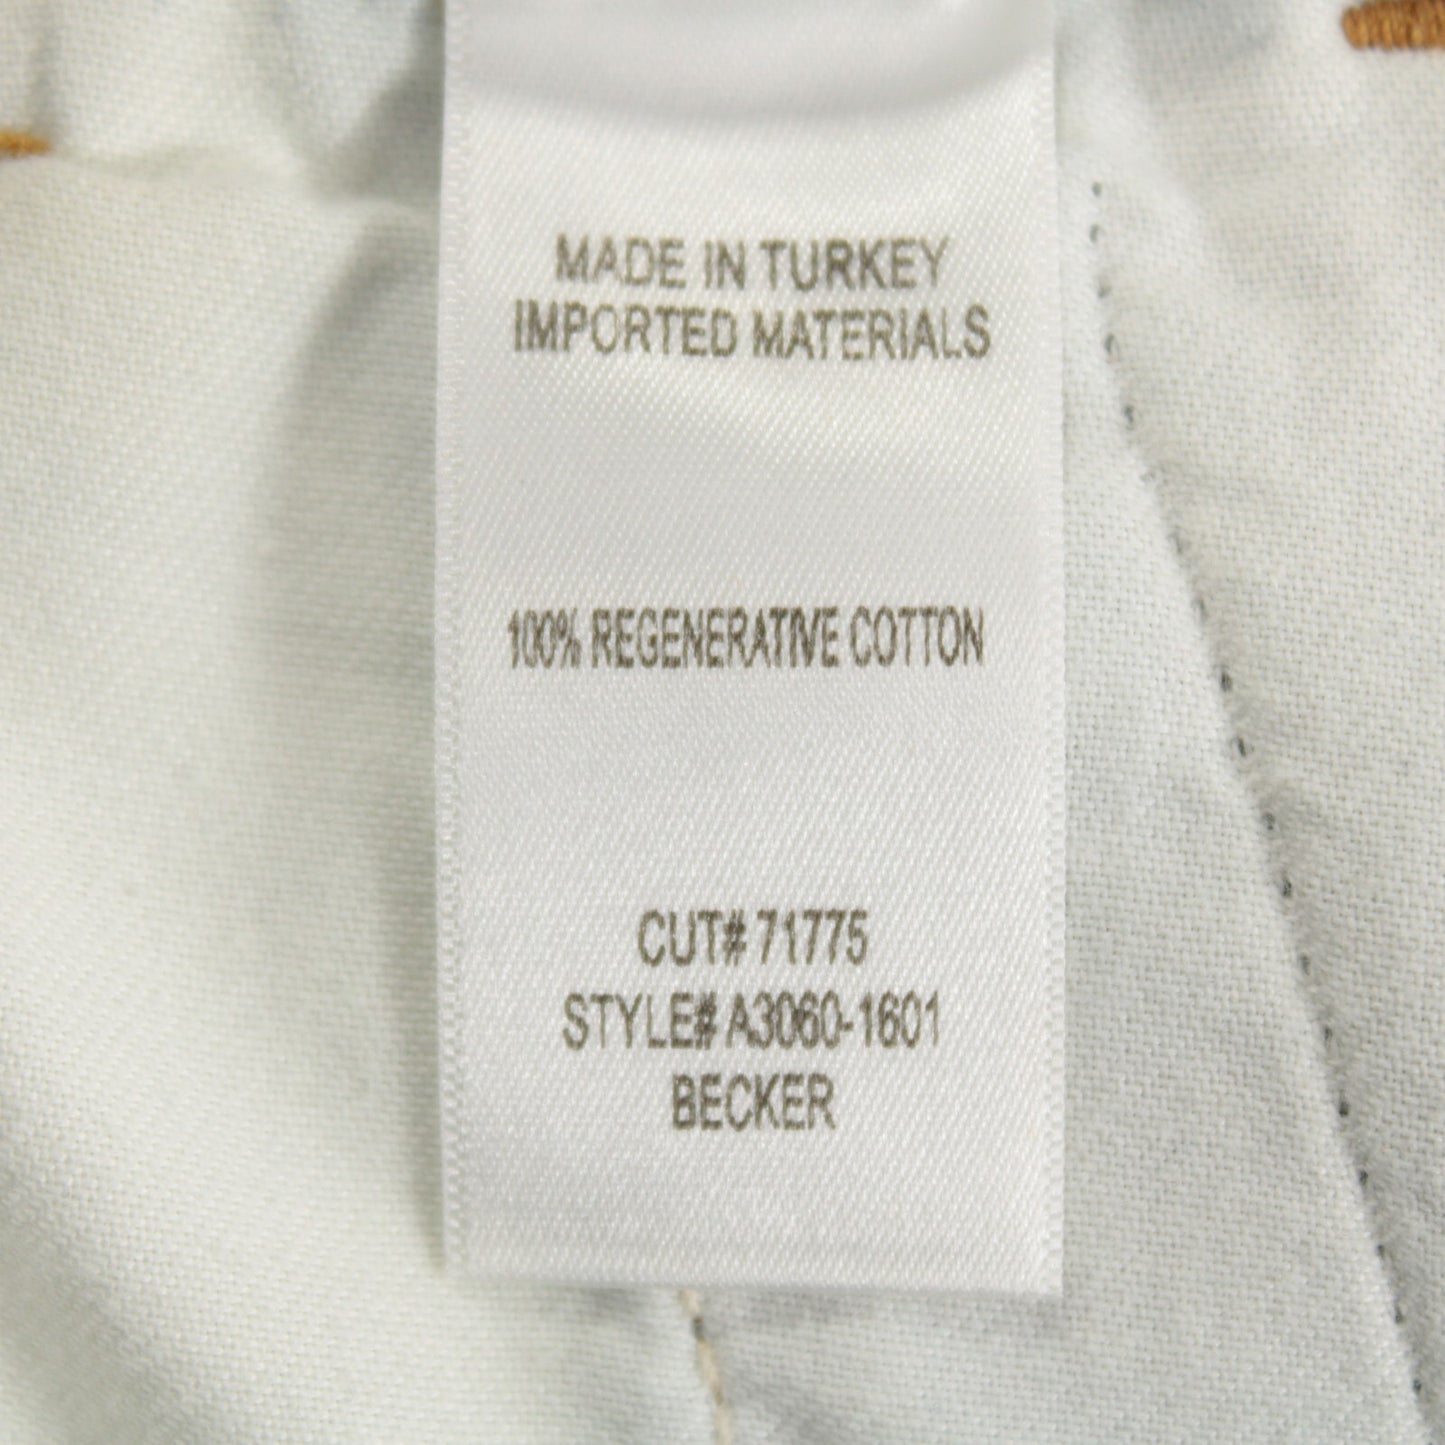 MADE IN TURKEY
IMPORTED MATERIALS
100% REGENERATIVE COTTON
CUT# 71775
STYLE# A3060-1601
BECKER